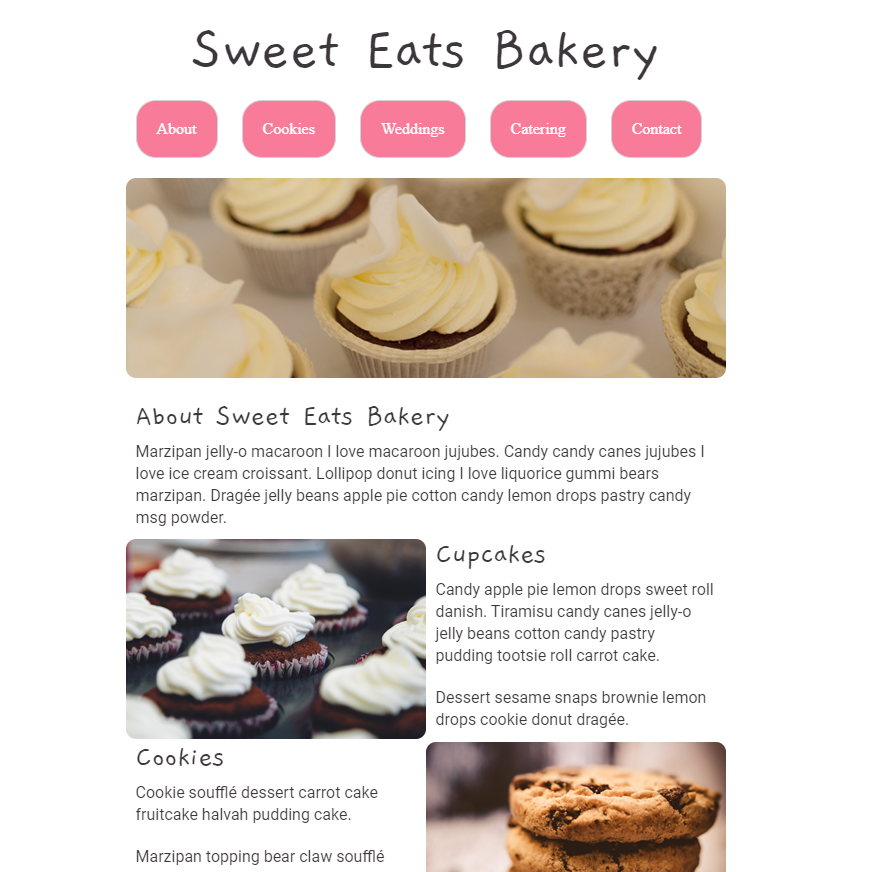 Sweet Eats Bakery
About
Cookies
Weddings
Catering
Contact
About Sweet Eats Bakery
Marzipan jelly-o macaroon I love macaroon jujubes. Candy candy canes jujubes I
love ice cream croissant. Lollipop donut icing I love liquorice gummi bears
marzipan. Dragée jelly beans apple pie cotton candy lemon drops pastry candy
msg powder.
Cupcakes
Candy apple pie lemon drops sweet roll
danish. Tiramisu candy canes jelly-o
jelly beans cotton candy pastry
pudding tootsie roll carrot cake.
Dessert sesame snaps brownie lemon
drops cookie donut dragée.
Cookies
Cookie soufflé dessert carrot cake
fruitcake halvah pudding cake.
Marzipan topping bear claw soufflé